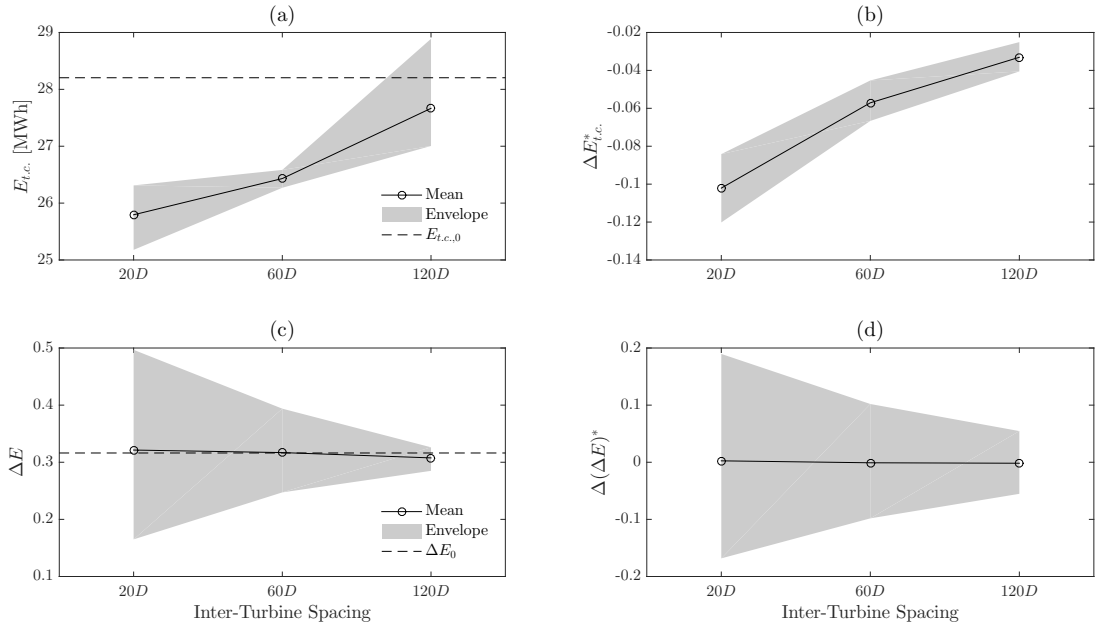 (a)
29
28
27
26
25
E_{t.c.} [MWh]
Mean
Envelope
E_{t.c.,0}
20D 60D 120D
(b)
-0.02
-0.04
-0.06
-0.08
-0.1
-0.12
-0.14
ΔE*_{t.c.}
20D 60D 120D
(c)
0.5
0.4
0.3
0.2
0.1
ΔE
Mean
Envelope
ΔE_0
20D 60D 120D
Inter-Turbine Spacing
(d)
0.2
0.1
0
-0.1
-0.2
Δ(ΔE)*
20D 60D 120D
Inter-Turbine Spacing